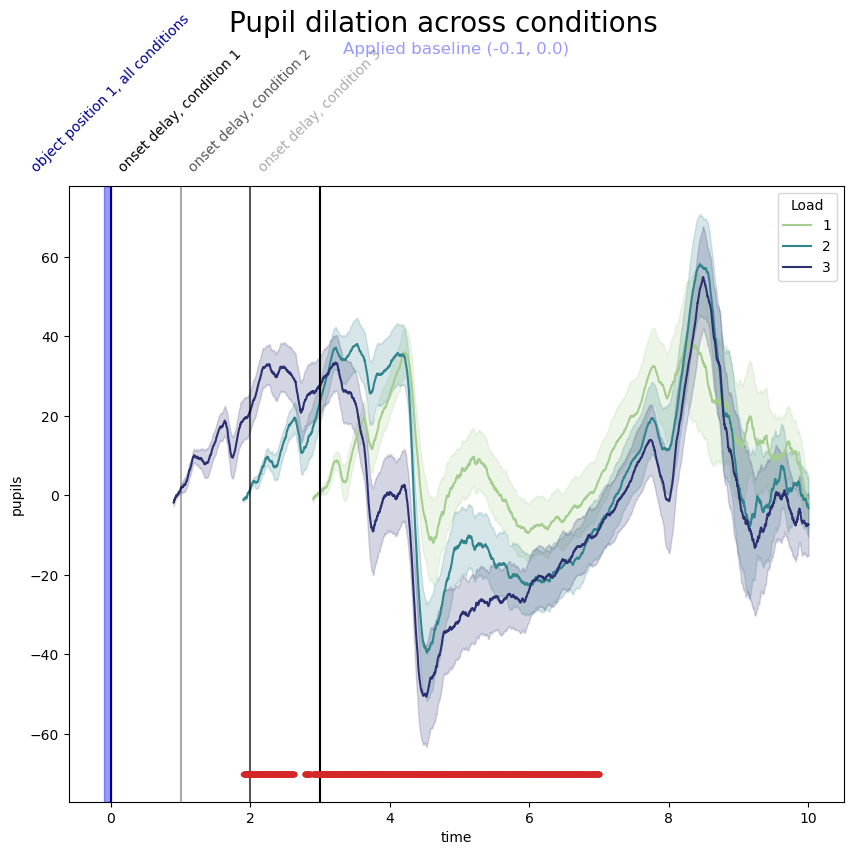 Pupil dilation across conditions
Applied baseline (-0.1, 0.0)
object position 1, all conditions
onset delay, condition 1
onset delay, condition 2
onset delay, condition 3
Load
1
2
3
pupils
60
40
20
0
−20
−40
−60
0 2 4 6 8 10
time